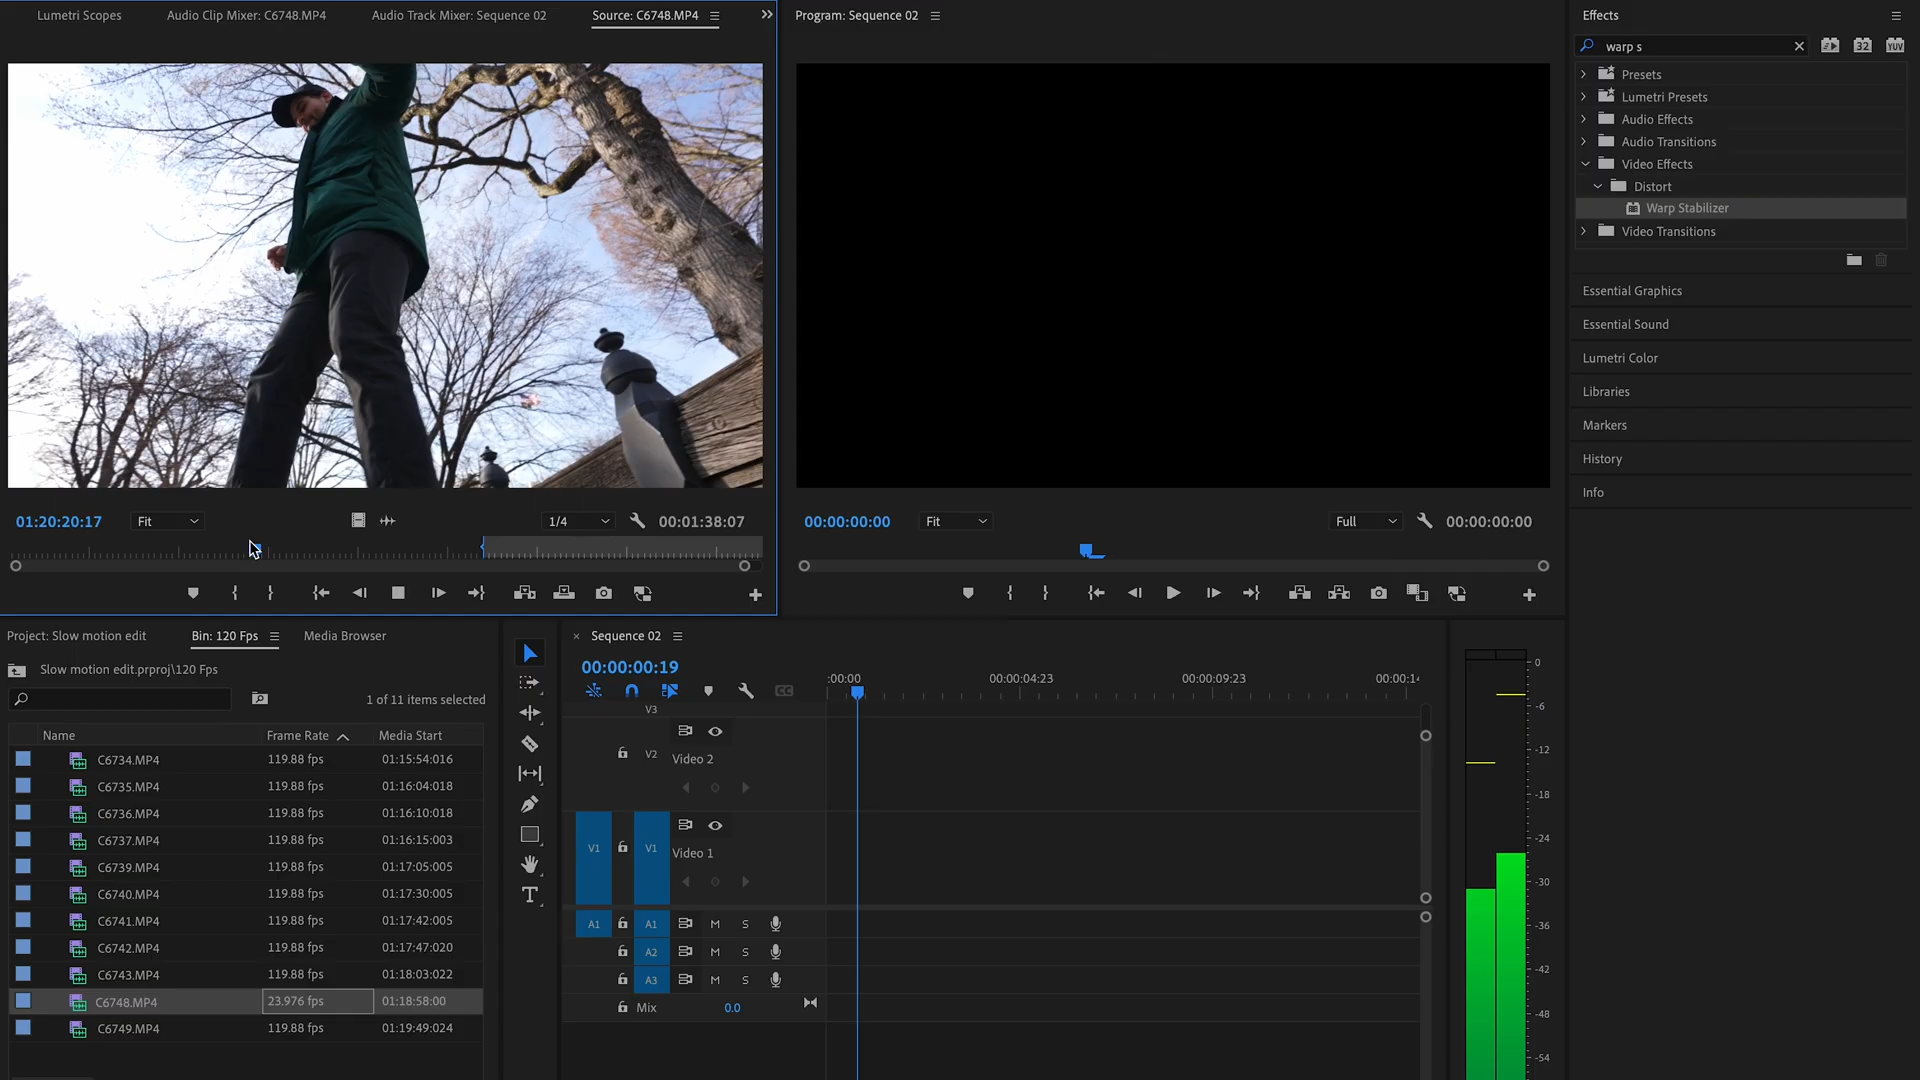 Lumetri Scopes
Audio Clip Mixer: C6748.MP4
Audio Track Mixer: Sequence 02
Source: C6748.MP4
Program: Sequence 02
Effects
warp s
32
YUV
Presets
Lumetri Presets
Audio Effects
Audio Transitions
Video Effects
Distort
Warp Stabilizer
Video Transitions
Essential Graphics
Essential Sound
Lumetri Color
Libraries
Markers
History
Info
01:20:20:17
Fit
1/4
00:01:38:07
00:00:00:00
Fit
Full
00:00:00:00
Project: Slow motion edit
Bin: 120 Fps
Media Browser
Slow motion edit.prproj\120 Fps
1 of 11 items selected
Name Frame Rate Media Start
C6734.MP4 119.88 fps 01:15:54:016
C6735.MP4 119.88 fps 01:16:04:018
C6736.MP4 119.88 fps 01:16:10:018
C6737.MP4 119.88 fps 01:16:15:003
C6739.MP4 119.88 fps 01:17:05:005
C6740.MP4 119.88 fps 01:17:30:005
C6741.MP4 119.88 fps 01:17:42:005
C6742.MP4 119.88 fps 01:17:47:020
C6743.MP4 119.88 fps 01:18:03:022
C6748.MP4 23.976 fps 01:18:58:00
C6749.MP4 119.88 fps 01:19:49:024
× Sequence 02
00:00:00:19
:00:00 00:00:04:23 00:00:09:23 00:00:14
CC
V3
V2 Video 2
V1 V1 Video 1
A1 A1 M S
A2 M S
A3 M S
Mix 0.0
0
-6
-12
-18
-24
-30
-36
-42
-48
-54